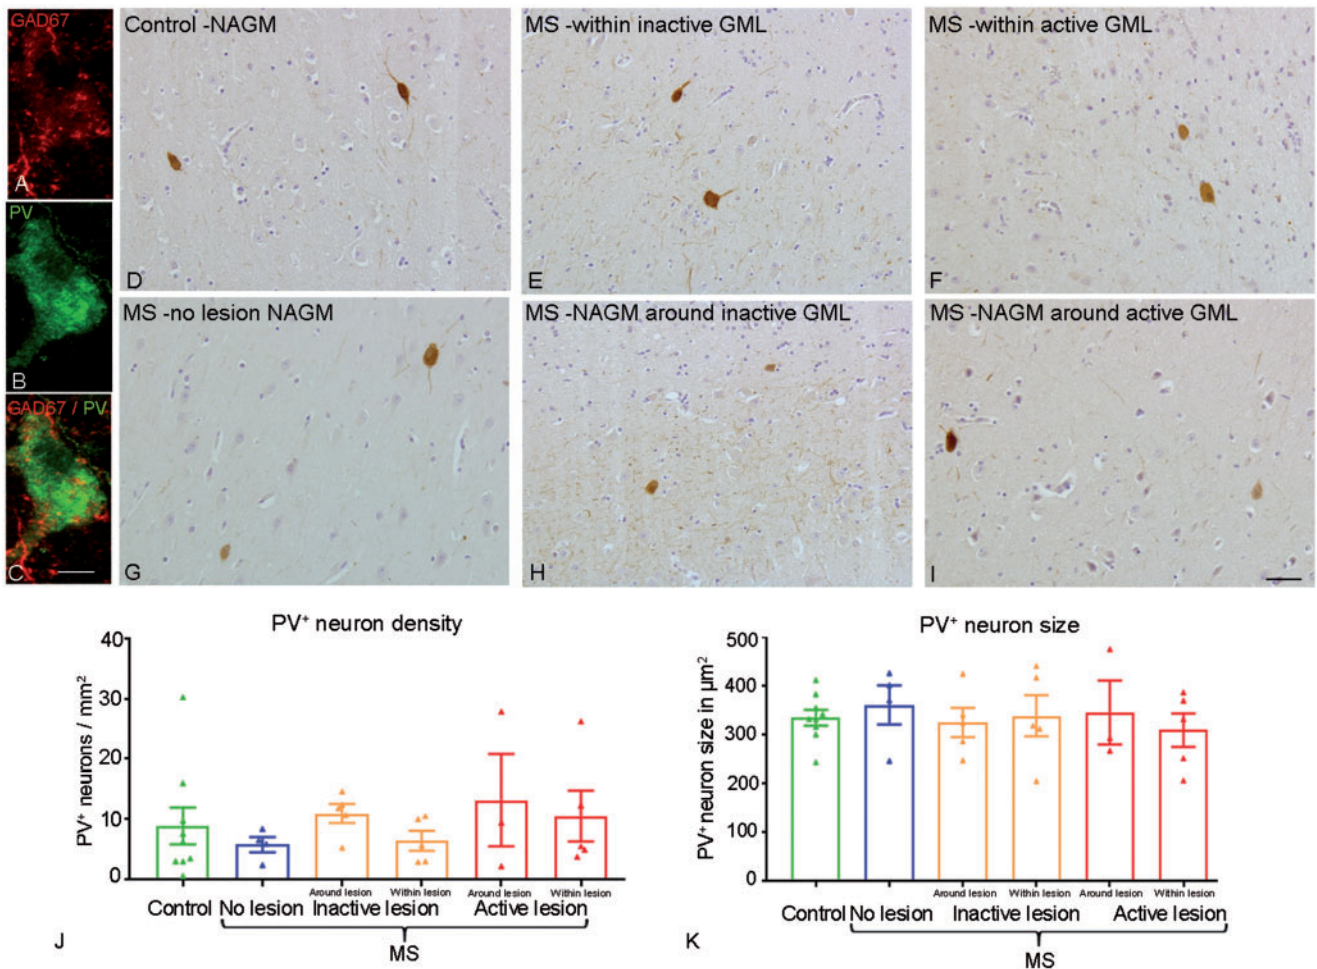 GAD67
A
PV
B
GAD67 / PV
C
Control -NAGM
D
MS -within inactive GML
E
MS -within active GML
F
MS -no lesion NAGM
G
MS -NAGM around inactive GML
H
MS -NAGM around active GML
I
PV⁺ neuron density
PV⁺ neurons / mm²
40
30
20
10
0
Around lesion Within lesion Around lesion Within lesion
Control No lesion Inactive lesion Active lesion
MS
J
PV⁺ neuron size
PV⁺ neuron size in µm²
500
400
300
200
100
0
Around lesion Within lesion Around lesion Within lesion
Control No lesion Inactive lesion Active lesion
MS
K